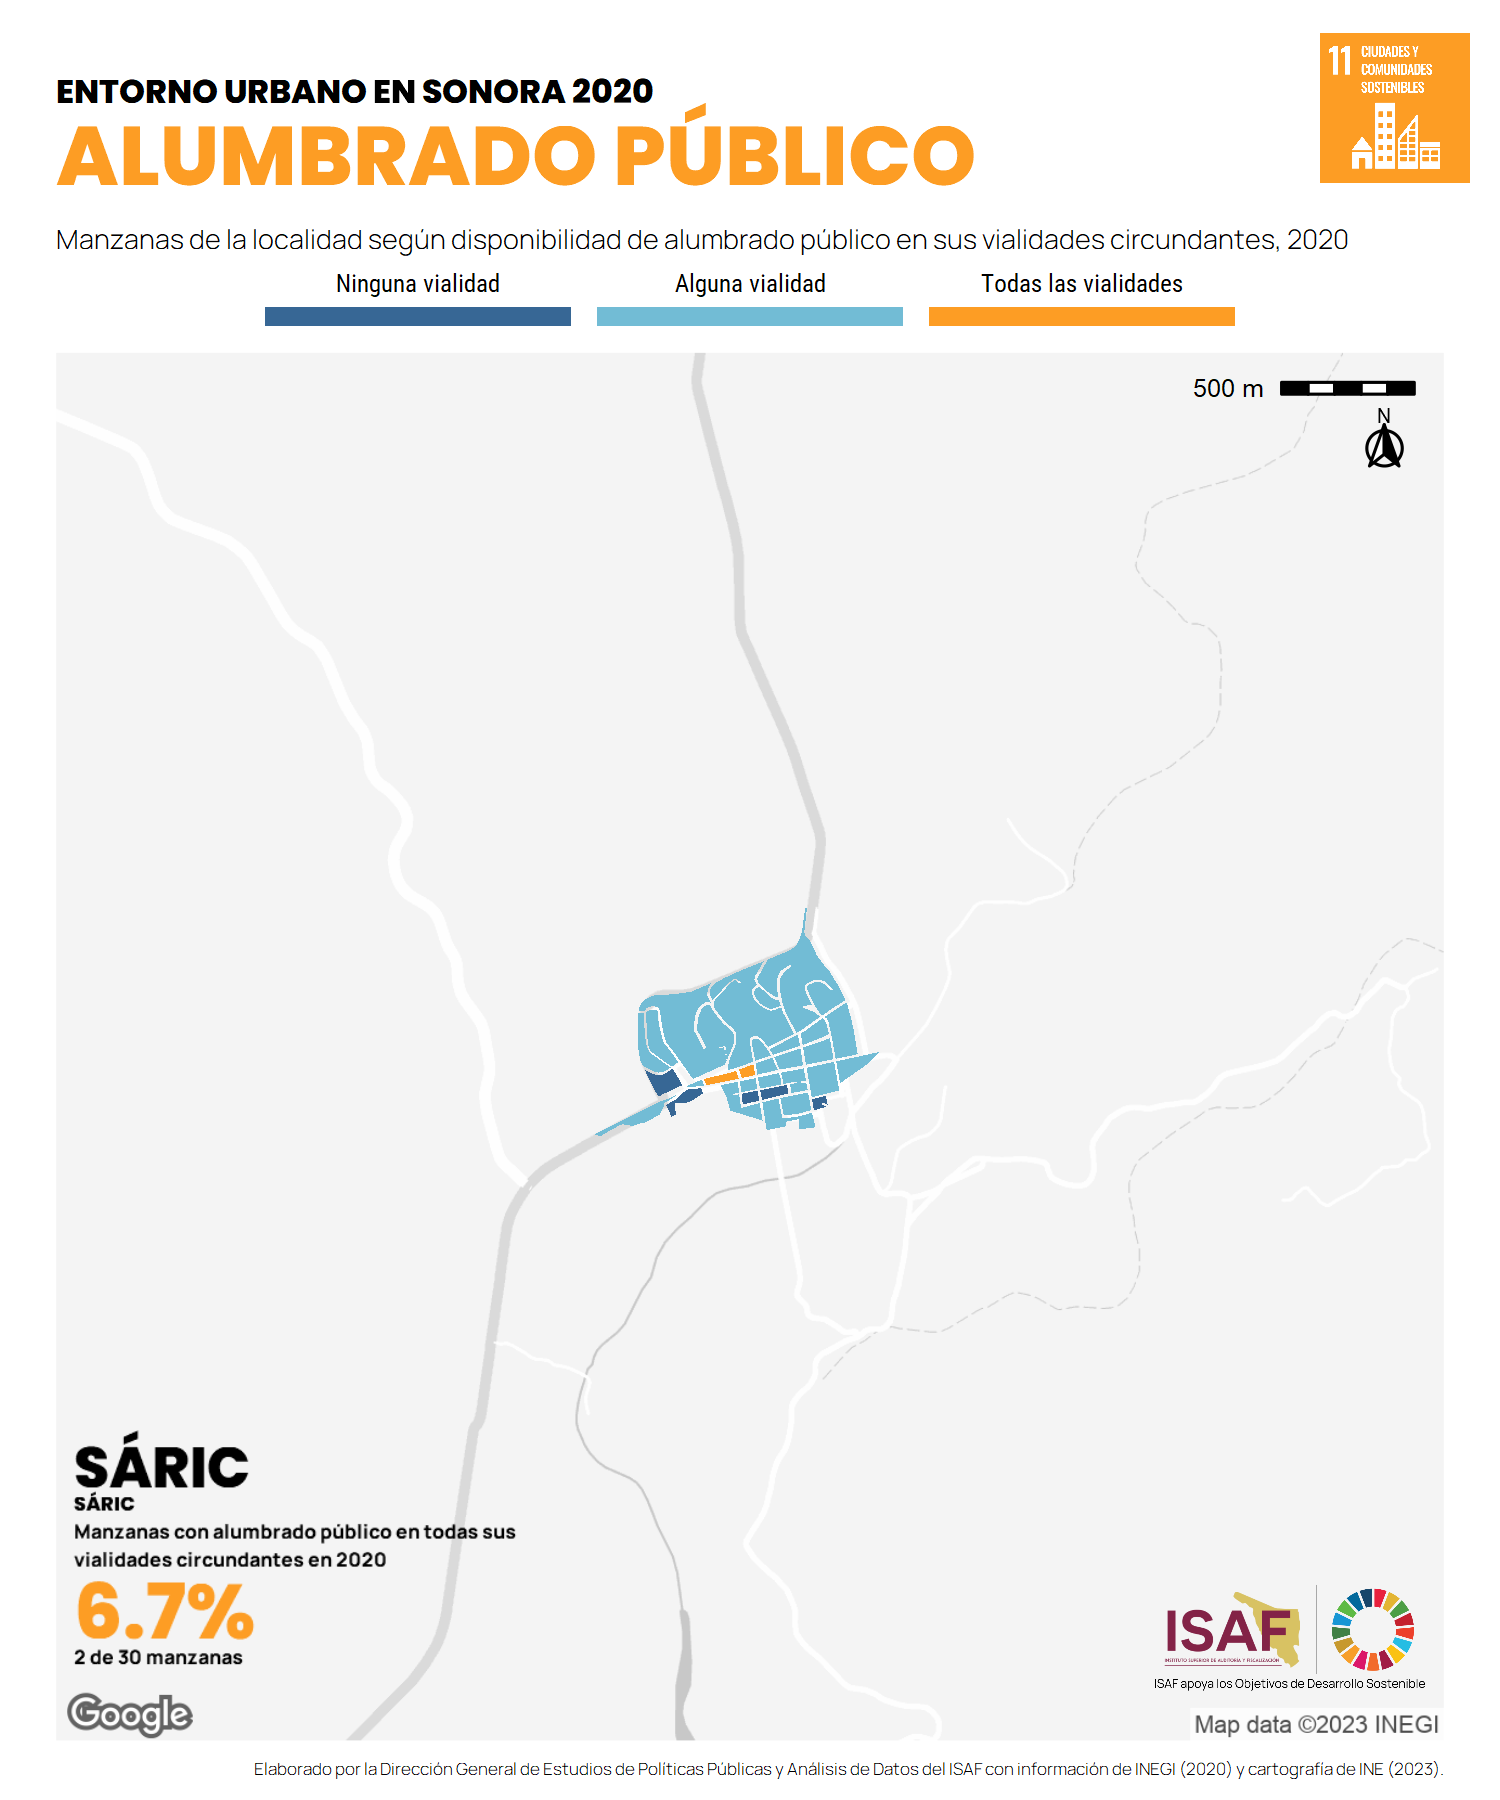 11 CIUDADES Y
COMUNIDADES
SOSTENIBLES
ENTORNO URBANO EN SONORA 2020
ALUMBRADO PÚBLICO
Manzanas de la localidad según disponibilidad de alumbrado público en sus vialidades circundantes, 2020
Ninguna vialidad
Alguna vialidad
Todas las vialidades
500 m
N
SÁRIC
SÁRIC
Manzanas con alumbrado público en todas sus
vialidades circundantes en 2020
6.7%
2 de 30 manzanas
Google
ISAF
INSTITUTO SUPERIOR DE AUDITORÍA Y FISCALIZACIÓN
ISAF apoya los Objetivos de Desarrollo Sostenible
Map data ©2023 INEGI
Elaborado por la Dirección General de Estudios de Políticas Públicas y Análisis de Datos del ISAF con información de INEGI (2020) y cartografía de INE (2023).